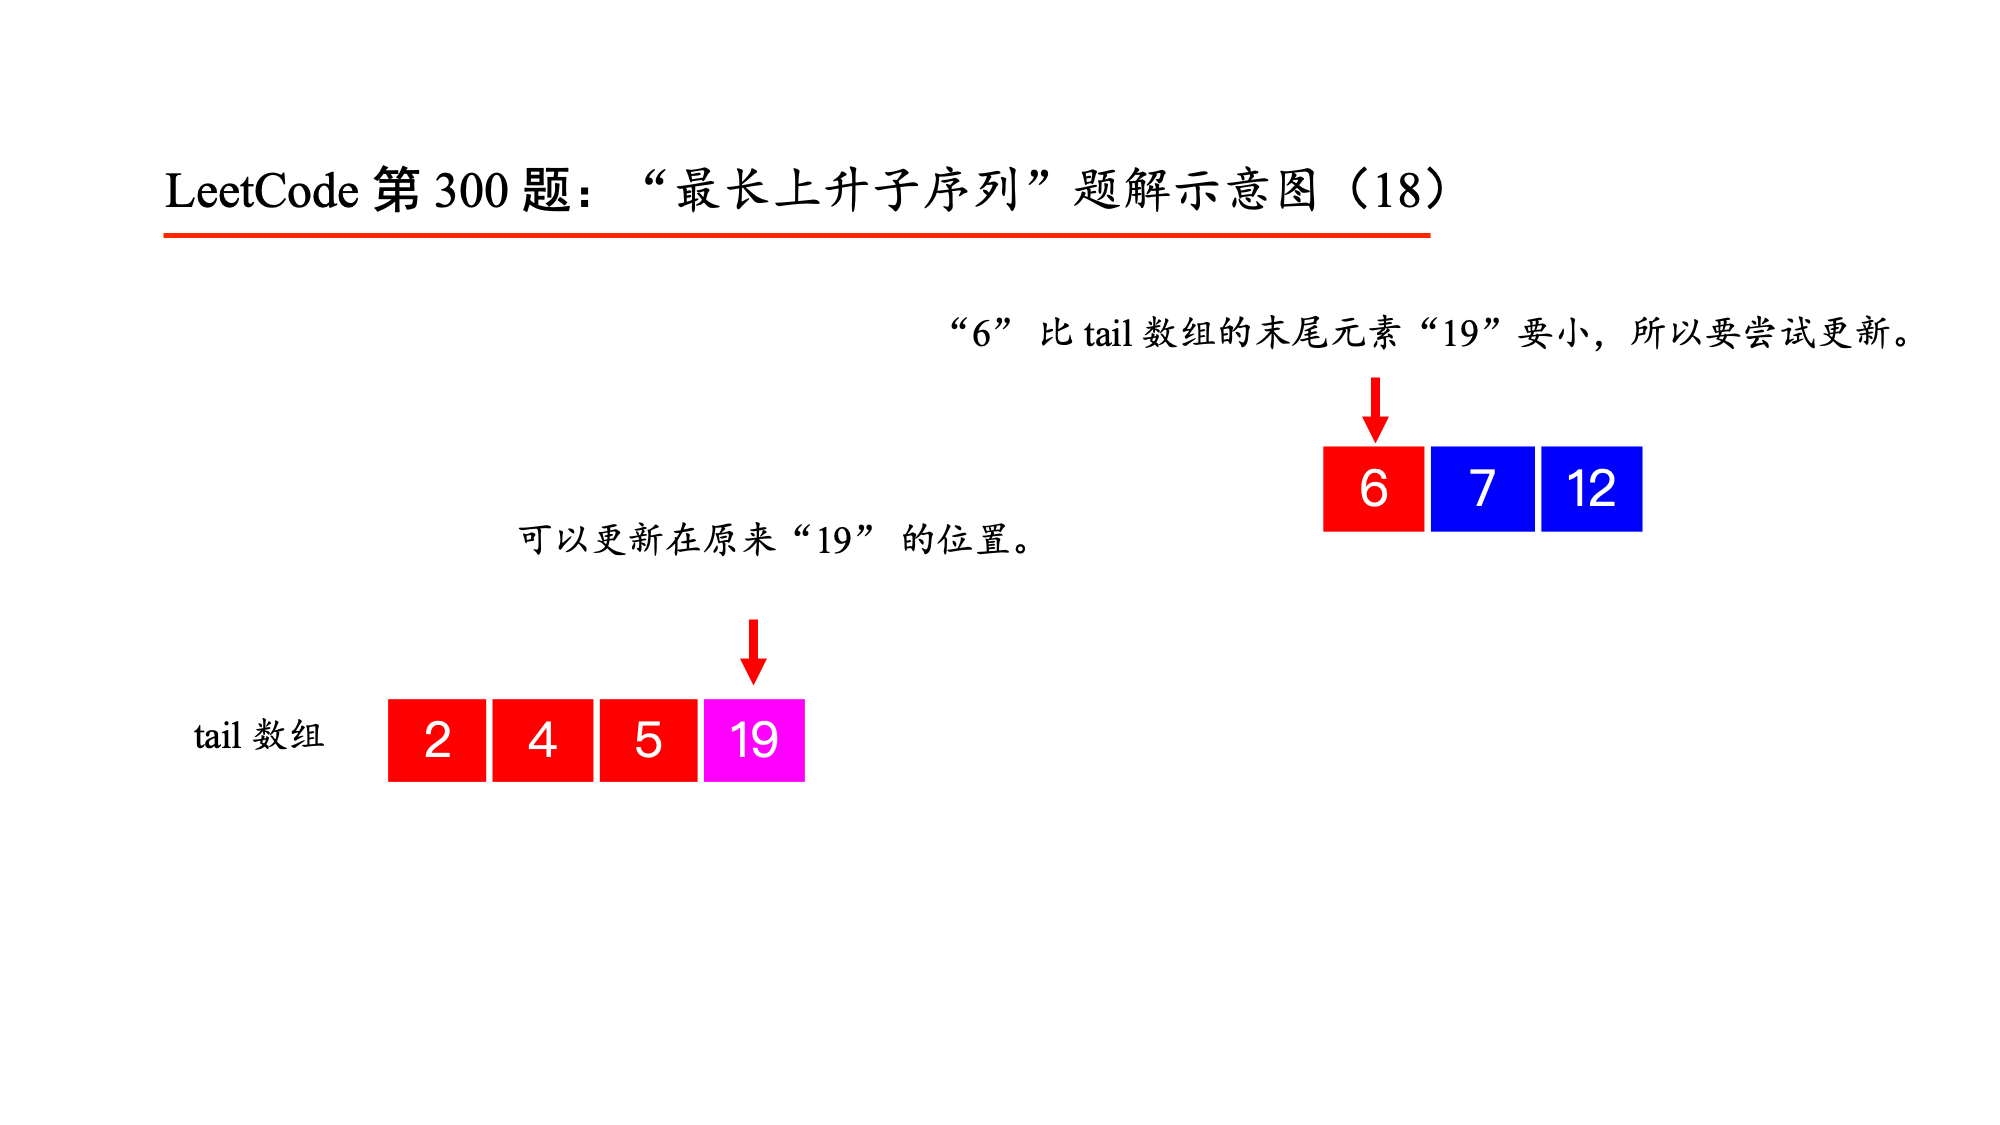 LeetCode 第 300 题：“最长上升子序列”题解示意图（18）
“6” 比 tail 数组的末尾元素“19”要小，所以要尝试更新。
6 7 12
可以更新在原来“19” 的位置。
tail 数组 2 4 5 19